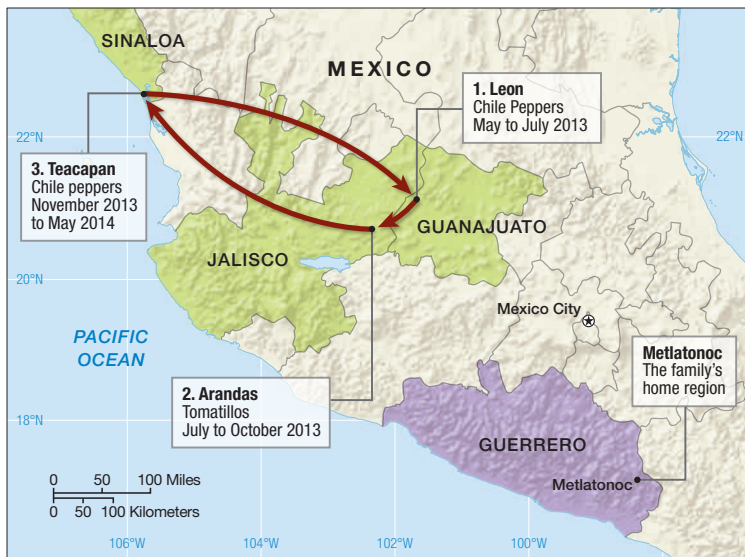 SINALOA
MEXICO
1. Leon
Chile Peppers
May to July 2013
22°N
22°N
3. Teacapan
Chile peppers
November 2013
to May 2014
GUANAJUATO
JALISCO
20°N
20°N
Mexico City
PACIFIC
OCEAN
Metlatonoc
The family's
home region
2. Arandas
Tomatillos
July to October 2013
18°N
GUERRERO
Metlatonoc
0 50 100 Miles
0 50 100 Kilometers
106°W
104°W
102°W
100°W